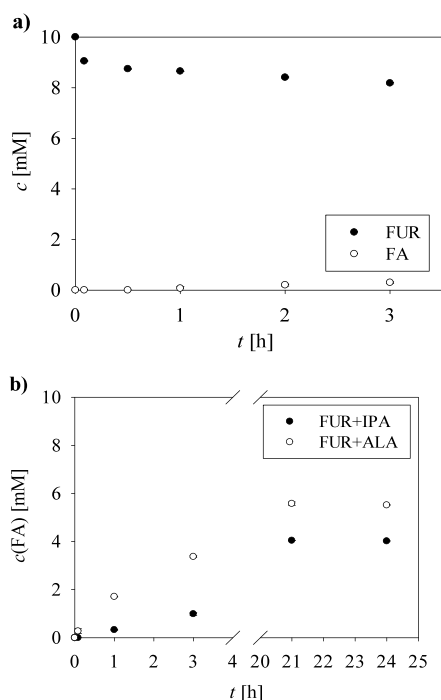 a)
10
8
6
4
2
0
c [mM]
FUR
FA
0 1 2 3
t [h]
b)
10
8
6
4
2
0
c(FA) [mM]
FUR+IPA
FUR+ALA
0 1 2 3 4 20 21 22 23 24 25
t [h]